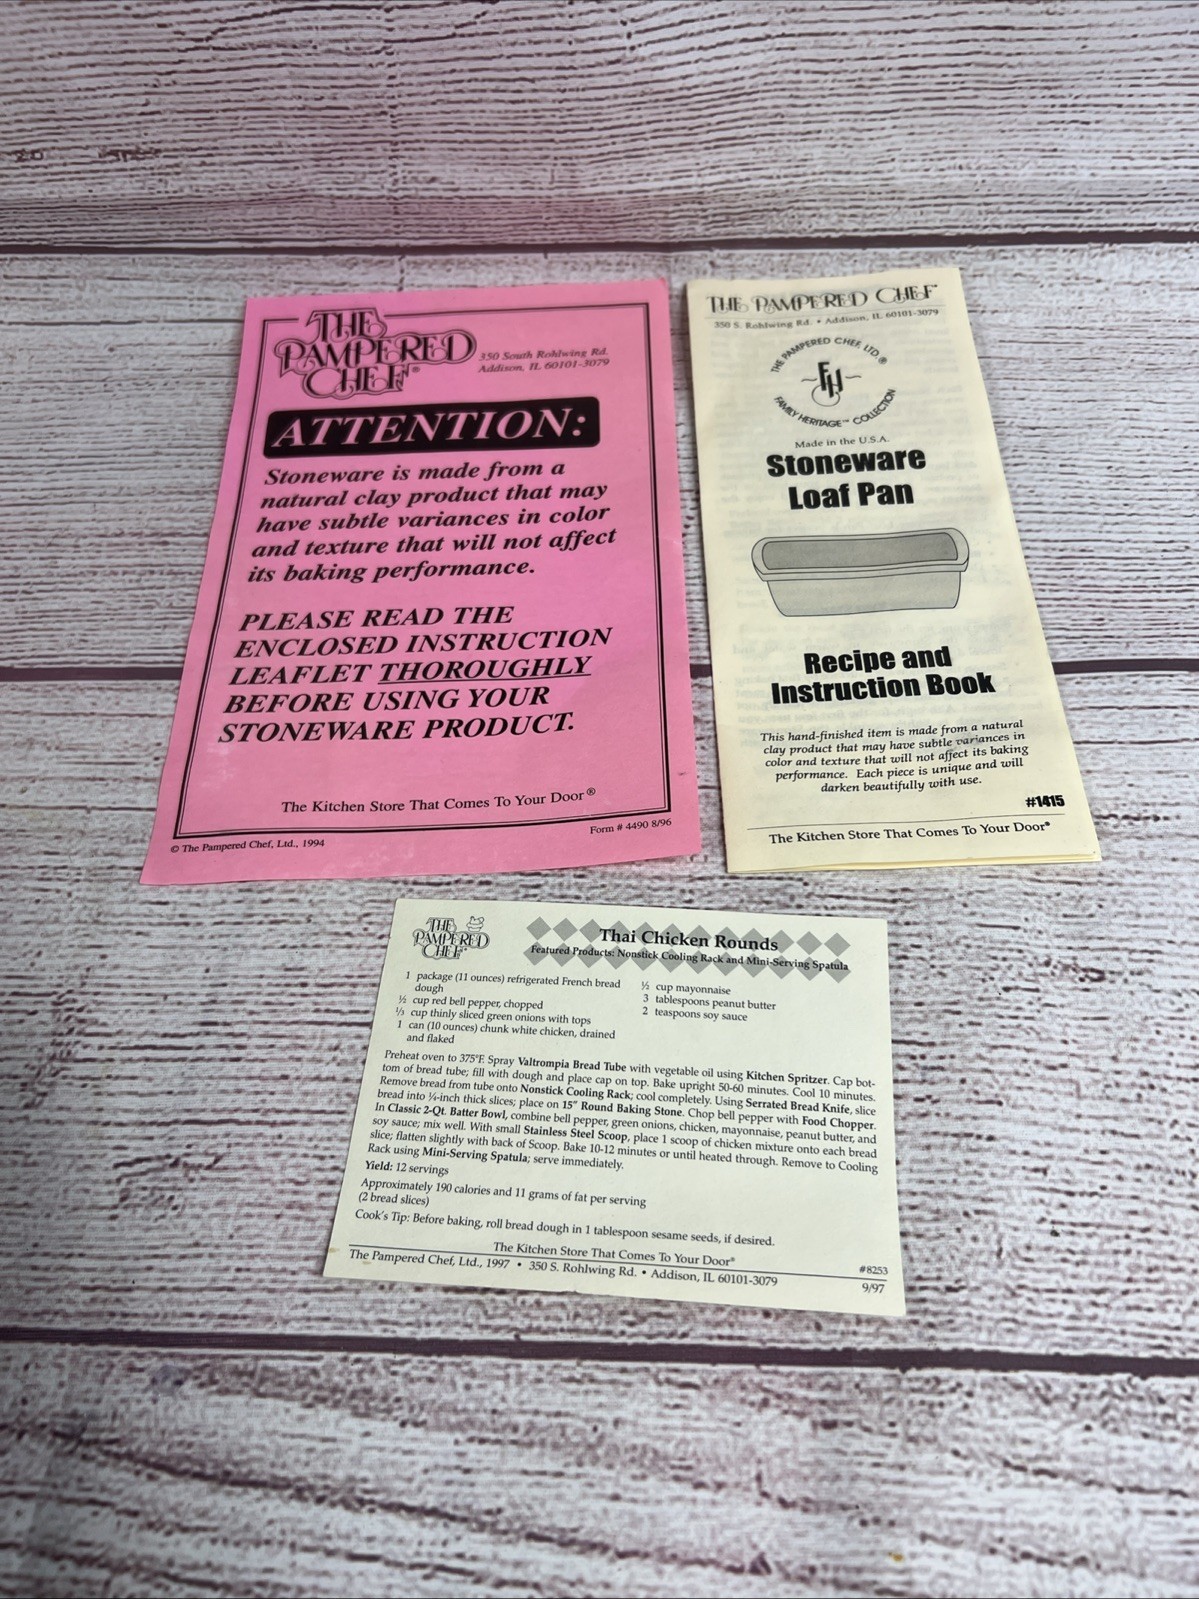 THE
PAMPERED
CHEF®
350 South Rohlwing Rd.
Addison, IL 60101-3079
ATTENTION:
Stoneware is made from a
natural clay product that may
have subtle variances in color
and texture that will not affect
its baking performance.
PLEASE READ THE
ENCLOSED INSTRUCTION
LEAFLET THOROUGHLY
BEFORE USING YOUR
STONEWARE PRODUCT.
The Kitchen Store That Comes To Your Door®
Form # 4490 8/96
© The Pampered Chef, Ltd., 1994
THE PAMPERED CHEF®
350 S. Rohlwing Rd. • Addison, IL 60101-3079
THE PAMPERED CHEF, LTD.®
FH
FAMILY HERITAGE™ COLLECTION
Made in the U.S.A.
Stoneware
Loaf Pan
Recipe and
Instruction Book
This hand-finished item is made from a natural
clay product that may have subtle variances in
color and texture that will not affect its baking
performance. Each piece is unique and will
darken beautifully with use.
#1415
The Kitchen Store That Comes To Your Door®
THE
PAMPERED
CHEF®
Thai Chicken Rounds
Featured Products: Nonstick Cooling Rack and Mini-Serving Spatula
1 package (11 ounces) refrigerated French bread
dough
½ cup red bell pepper, chopped
⅓ cup thinly sliced green onions with tops
1 can (10 ounces) chunk white chicken, drained
and flaked
½ cup mayonnaise
3 tablespoons peanut butter
2 teaspoons soy sauce
Preheat oven to 375°F. Spray Valtrompia Bread Tube with vegetable oil using Kitchen Spritzer. Cap bot-
tom of bread tube; fill with dough and place cap on top. Bake upright 50-60 minutes. Cool 10 minutes.
Remove bread from tube onto Nonstick Cooling Rack; cool completely. Using Serrated Bread Knife, slice
bread into ¼-inch thick slices; place on 15" Round Baking Stone. Chop bell pepper with Food Chopper.
In Classic 2-Qt. Batter Bowl, combine bell pepper, green onions, chicken, mayonnaise, peanut butter, and
soy sauce; mix well. With small Stainless Steel Scoop, place 1 scoop of chicken mixture onto each bread
slice; flatten slightly with back of Scoop. Bake 10-12 minutes or until heated through. Remove to Cooling
Rack using Mini-Serving Spatula; serve immediately.
Yield: 12 servings
Approximately 190 calories and 11 grams of fat per serving
(2 bread slices)
Cook's Tip: Before baking, roll bread dough in 1 tablespoon sesame seeds, if desired.
The Kitchen Store That Comes To Your Door®
#8253
The Pampered Chef, Ltd., 1997 • 350 S. Rohlwing Rd. • Addison, IL 60101-3079
9/97